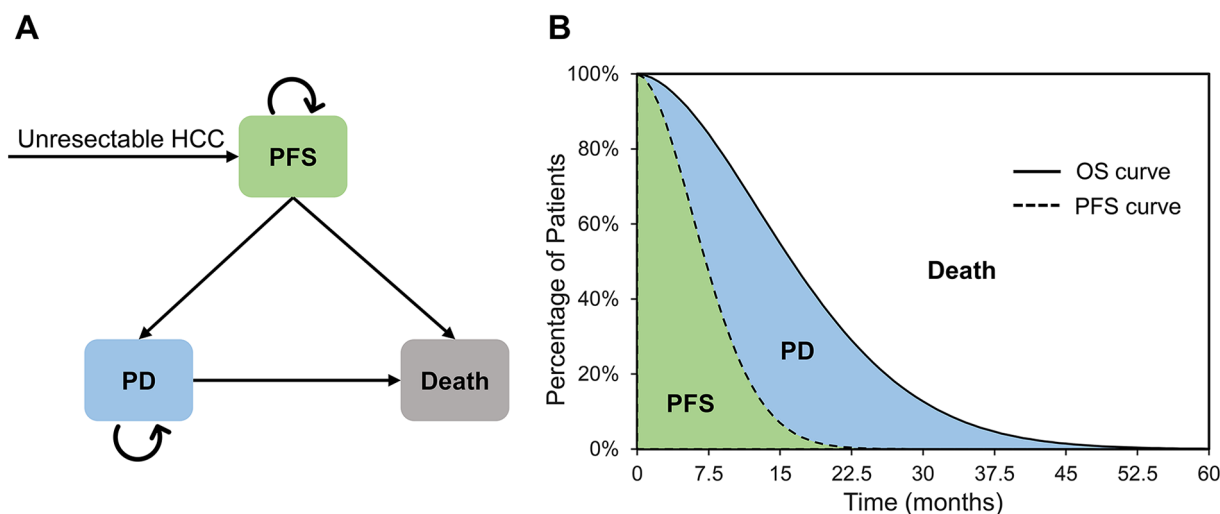 A
Unresectable HCC
PFS
PD
Death
B
Percentage of Patients
100%
80%
60%
40%
20%
0%
OS curve
PFS curve
Death
PD
PFS
0 7.5 15 22.5 30 37.5 45 52.5 60
Time (months)